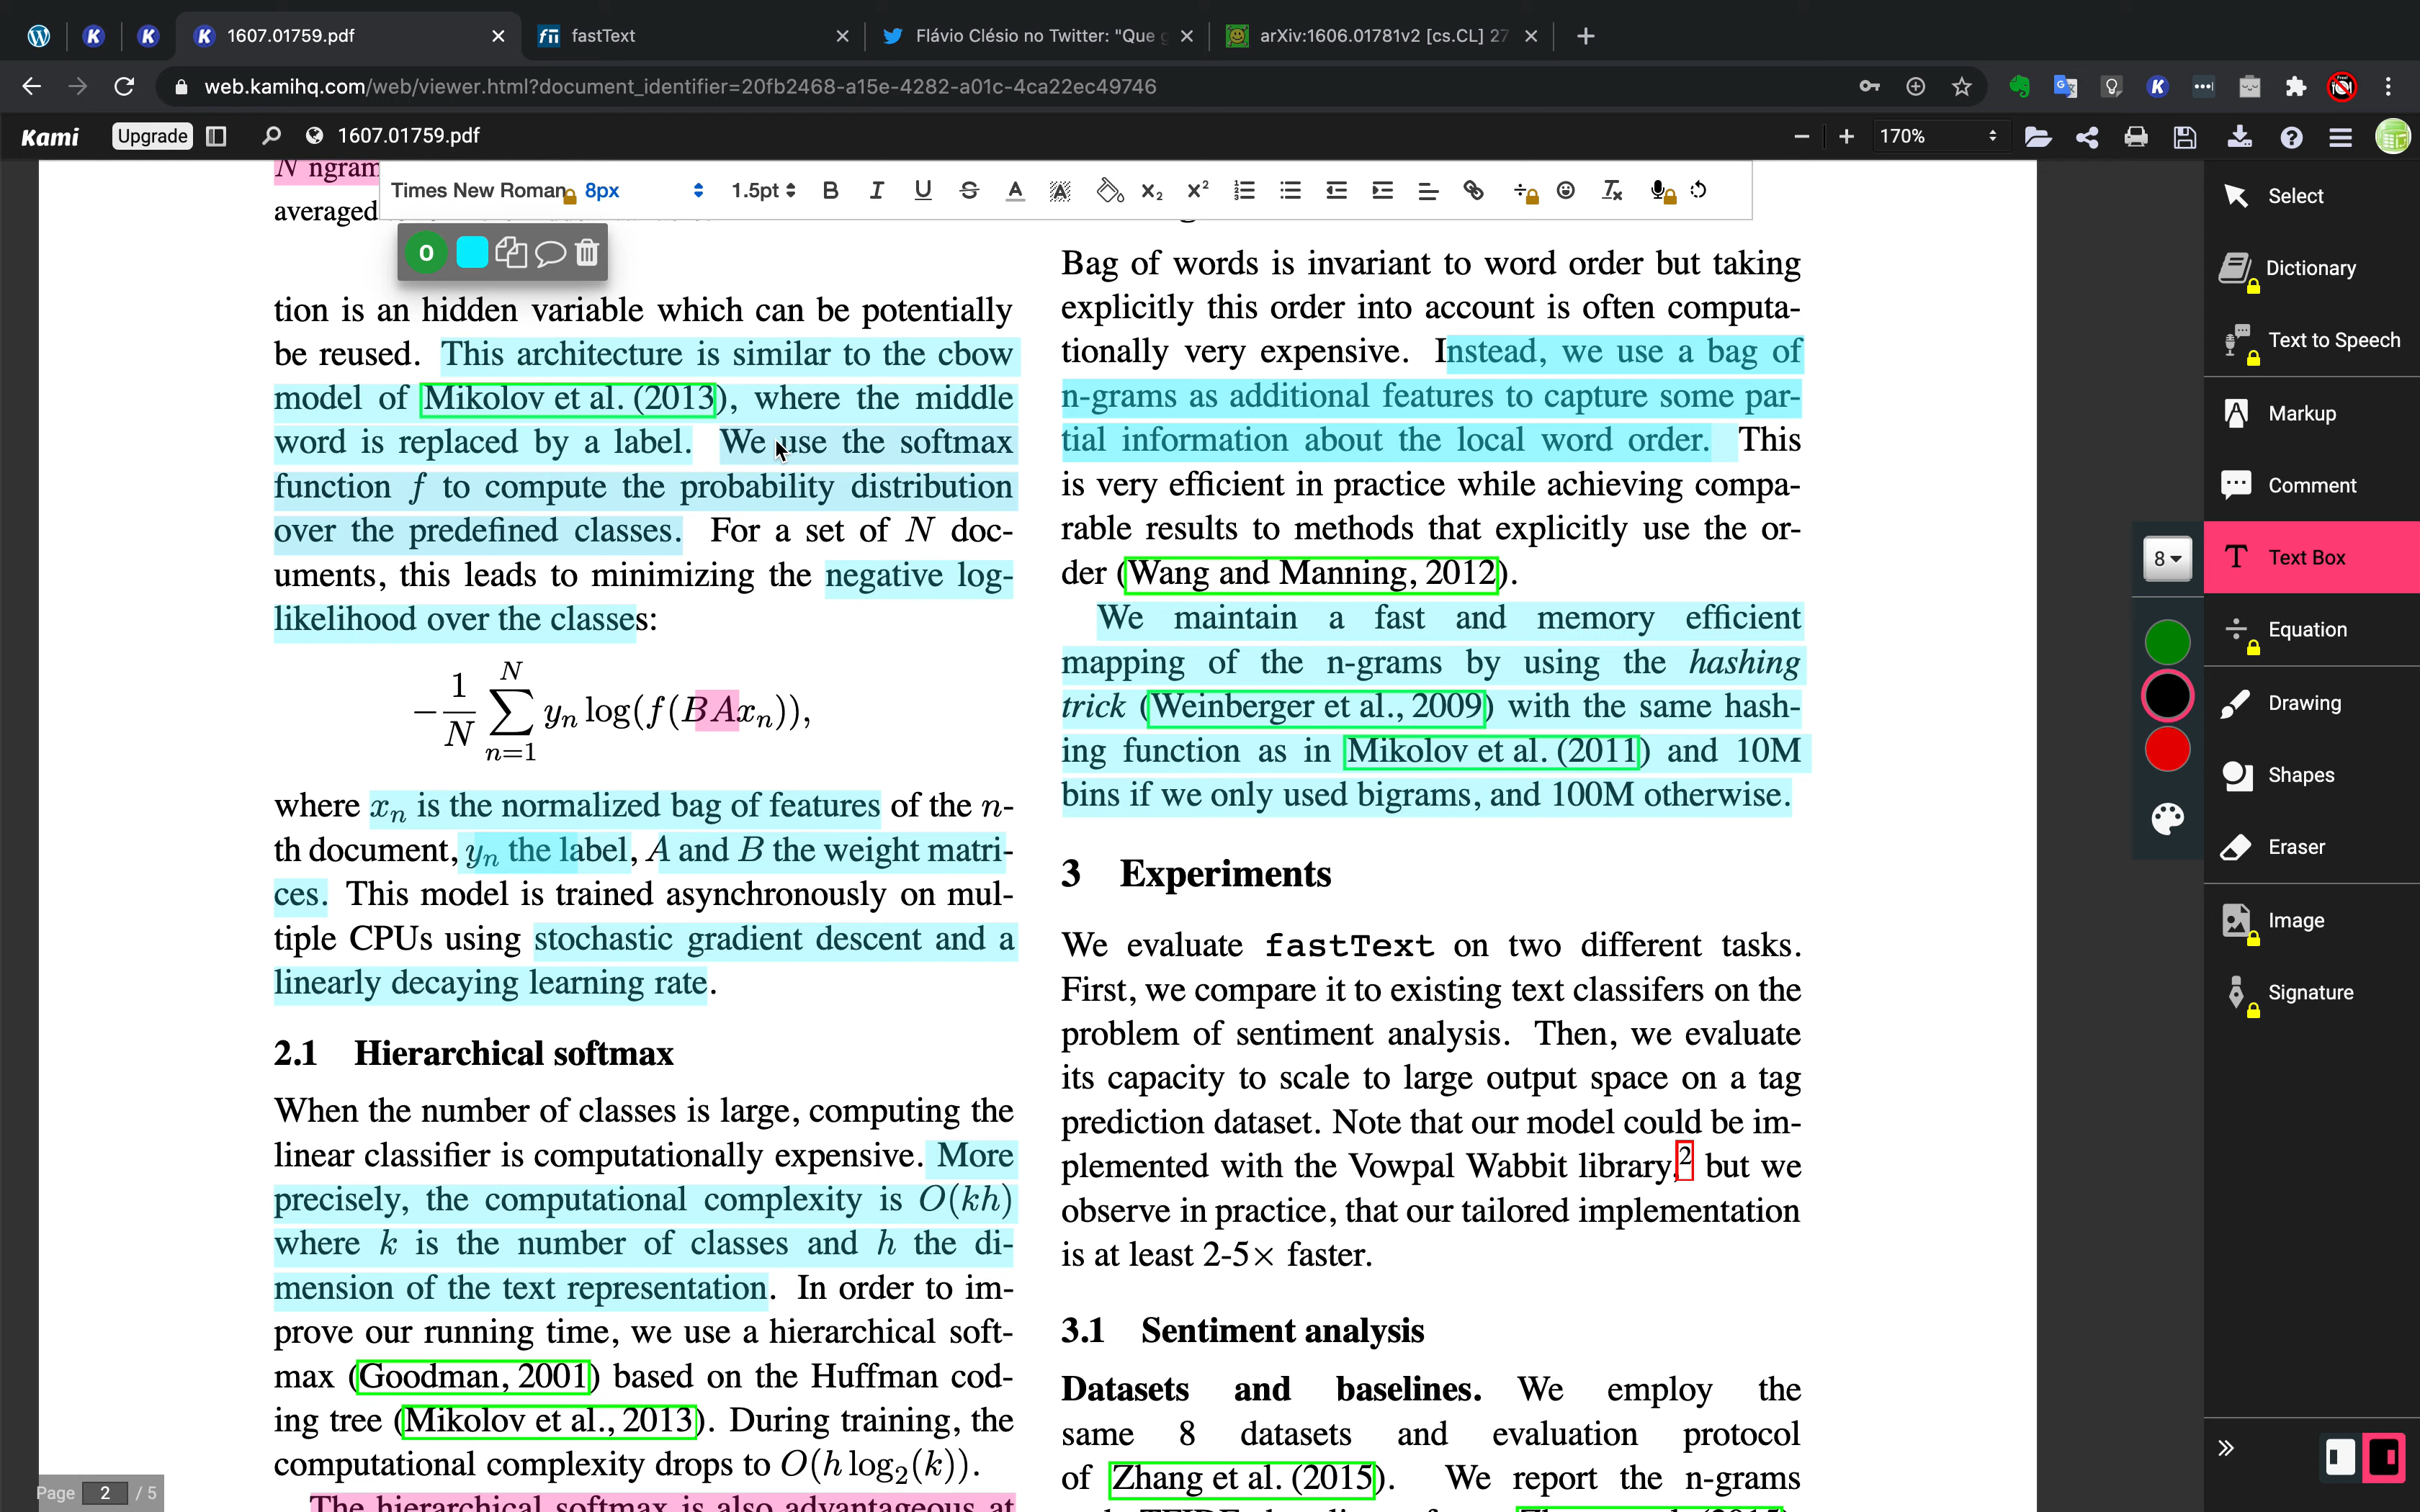 1607.01759.pdf
fastText
Flávio Clésio no Twitter: "Que
arXiv:1606.01781v2 [cs.CL] 27
web.kamihq.com/web/viewer.html?document_identifier=20fb2468-a15e-4282-a01c-4ca22ec49746
Kami
Upgrade
1607.01759.pdf
170%
Times New Roman 8px 1.5pt
N ngram
averaged
O
tion is an hidden variable which can be potentially
be reused. This architecture is similar to the cbow
model of Mikolov et al. (2013), where the middle
word is replaced by a label. We use the softmax
function f to compute the probability distribution
over the predefined classes. For a set of N doc-
uments, this leads to minimizing the negative log-
likelihood over the classes:
−1/N ∑_{n=1}^{N} y_n log(f(BAx_n)),
where x_n is the normalized bag of features of the n-
th document, y_n the label, A and B the weight matri-
ces. This model is trained asynchronously on mul-
tiple CPUs using stochastic gradient descent and a
linearly decaying learning rate.
2.1 Hierarchical softmax
When the number of classes is large, computing the
linear classifier is computationally expensive. More
precisely, the computational complexity is O(kh)
where k is the number of classes and h the di-
mension of the text representation. In order to im-
prove our running time, we use a hierarchical soft-
max (Goodman, 2001) based on the Huffman cod-
ing tree (Mikolov et al., 2013). During training, the
computational complexity drops to O(h log₂(k)).
The hierarchical softmax is also advantageous at
Bag of words is invariant to word order but taking
explicitly this order into account is often computa-
tionally very expensive. Instead, we use a bag of
n-grams as additional features to capture some par-
tial information about the local word order. This
is very efficient in practice while achieving compa-
rable results to methods that explicitly use the or-
der (Wang and Manning, 2012).
We maintain a fast and memory efficient
mapping of the n-grams by using the hashing
trick (Weinberger et al., 2009) with the same hash-
ing function as in Mikolov et al. (2011) and 10M
bins if we only used bigrams, and 100M otherwise.
3 Experiments
We evaluate fastText on two different tasks.
First, we compare it to existing text classifers on the
problem of sentiment analysis. Then, we evaluate
its capacity to scale to large output space on a tag
prediction dataset. Note that our model could be im-
plemented with the Vowpal Wabbit library,² but we
observe in practice, that our tailored implementation
is at least 2-5× faster.
3.1 Sentiment analysis
Datasets and baselines. We employ the
same 8 datasets and evaluation protocol
of Zhang et al. (2015). We report the n-grams
Select
Dictionary
Text to Speech
Markup
Comment
8
Text Box
Equation
Drawing
Shapes
Eraser
Image
Signature
Page 2 / 5